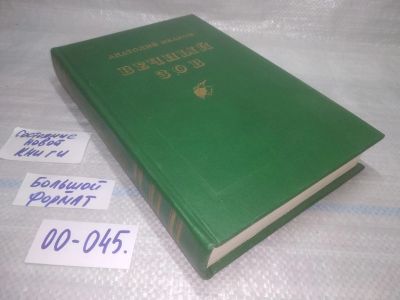 АНАТОЛИЙ ИВАНОВ
ВЕЧНЫЙ
ЗОВ
Состояние
новой
книги
Большой
формат
00-045.